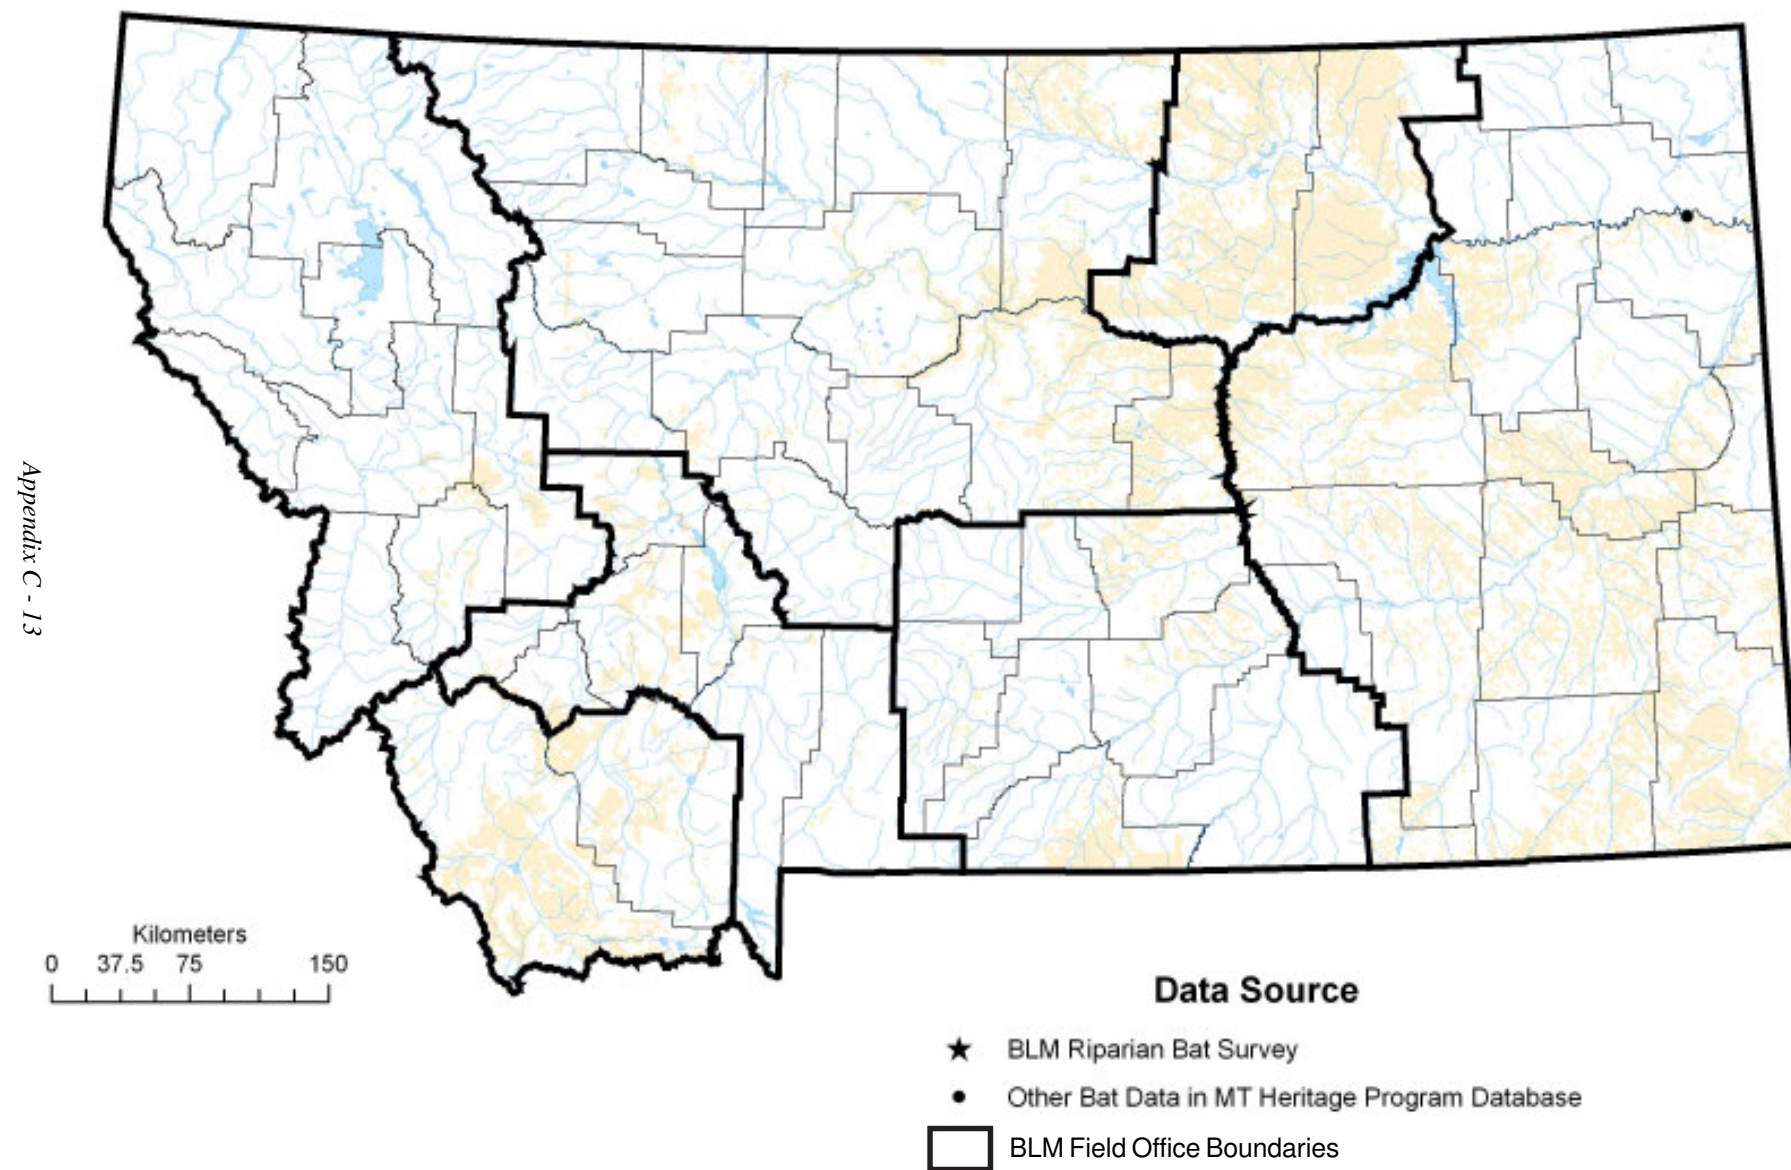 Appendix C - 13
Kilometers
0 37.5 75 150
Data Source
BLM Riparian Bat Survey
Other Bat Data in MT Heritage Program Database
BLM Field Office Boundaries